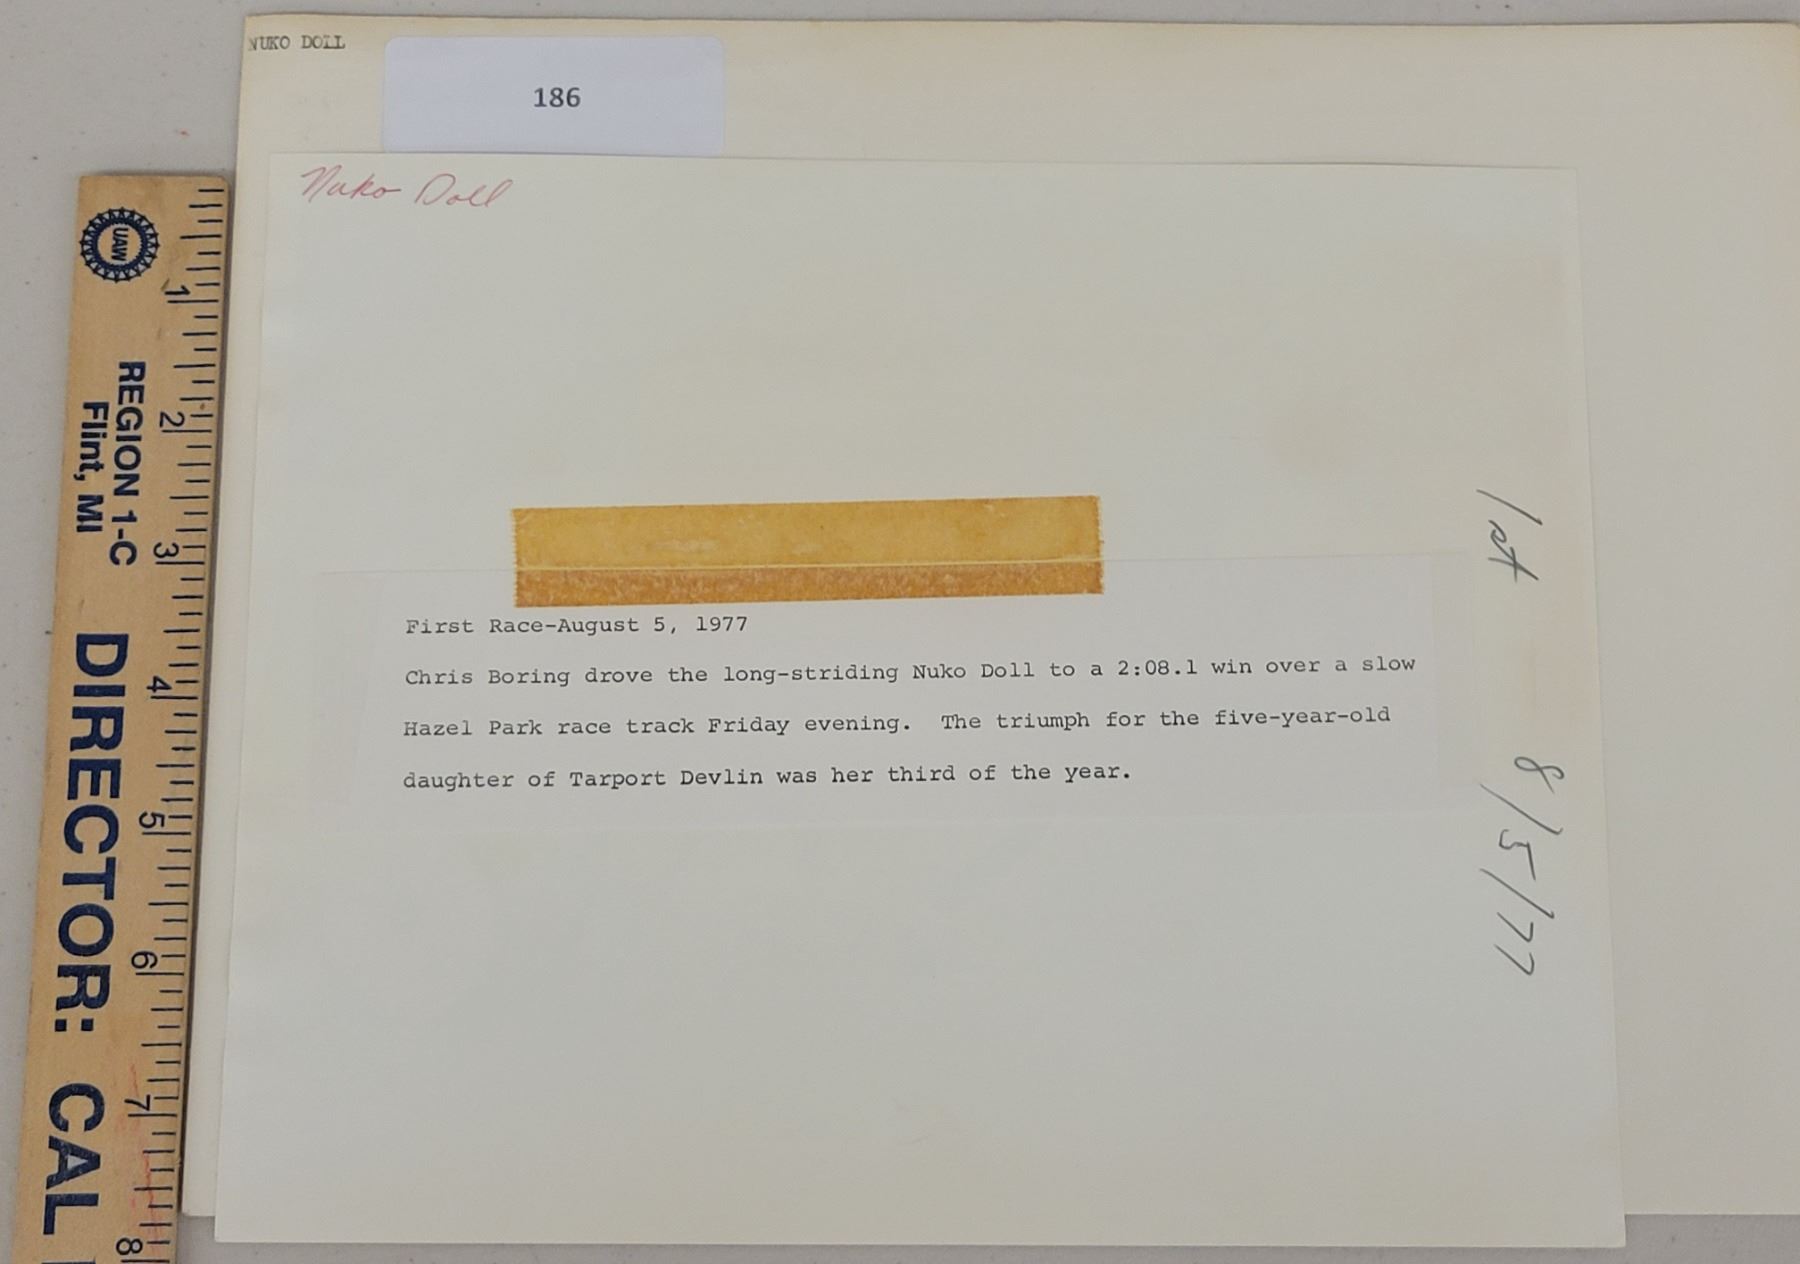 NUKO DOLL
186
Nuko Doll
First Race-August 5, 1977
Chris Boring drove the long-striding Nuko Doll to a 2:08.1 win over a slow
Hazel Park race track Friday evening. The triumph for the five-year-old
daughter of Tarport Devlin was her third of the year.
1st 8/5/77
UAW
REGION 1-C
Flint, MI
DIRECTOR: CAL
1
2
3
4
5
6
7
8